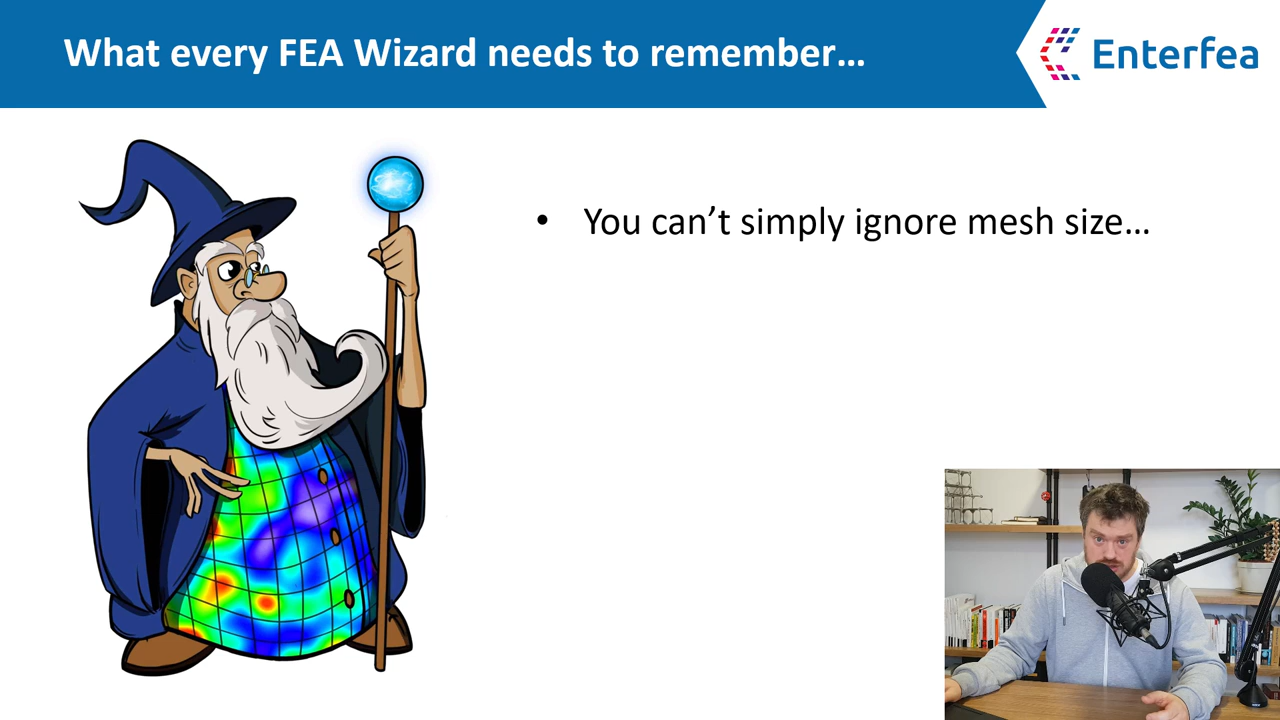 What every FEA Wizard needs to remember…
Enterfea
• You can’t simply ignore mesh size…